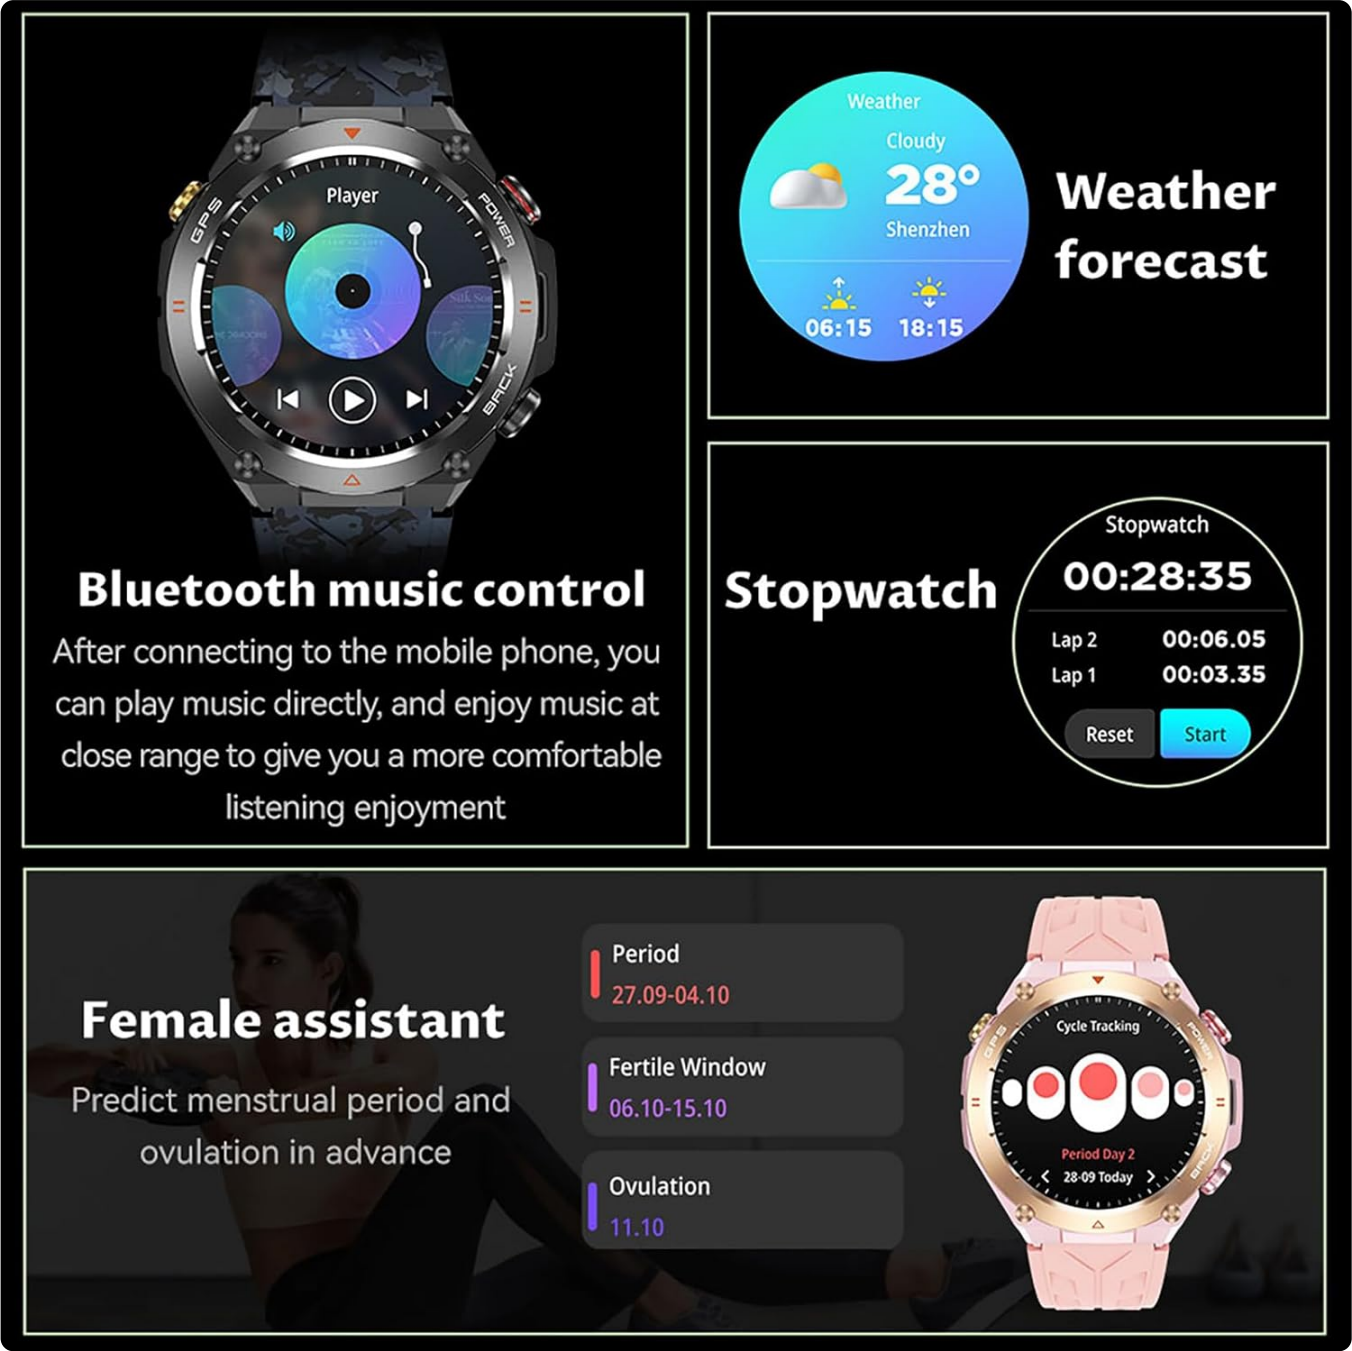 Player
GPS
POWER
BACK
Bluetooth music control
After connecting to the mobile phone, you
can play music directly, and enjoy music at
close range to give you a more comfortable
listening enjoyment
Weather
Cloudy
28°
Shenzhen
06:15 18:15
Weather
forecast
Stopwatch
Stopwatch
00:28:35
Lap 2 00:06.05
Lap 1 00:03.35
Reset Start
Female assistant
Predict menstrual period and
ovulation in advance
Period
27.09-04.10
Fertile Window
06.10-15.10
Ovulation
11.10
GPS
POWER
BACK
Cycle Tracking
Period Day 2
28-09 Today